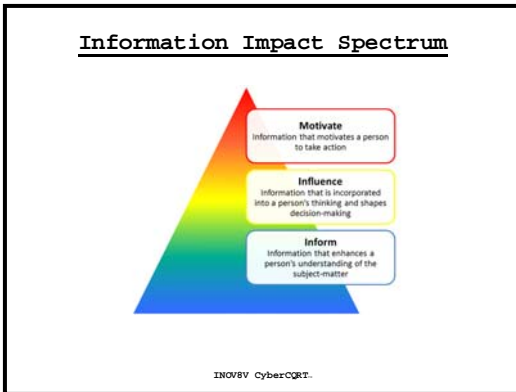 Information Impact Spectrum
Motivate
Information that motivates a person
to take action
Influence
Information that is incorporated
into a person's thinking and shapes
decision-making
Inform
Information that enhances a
person's understanding of the
subject-matter
INOV8V CyberCQRT™